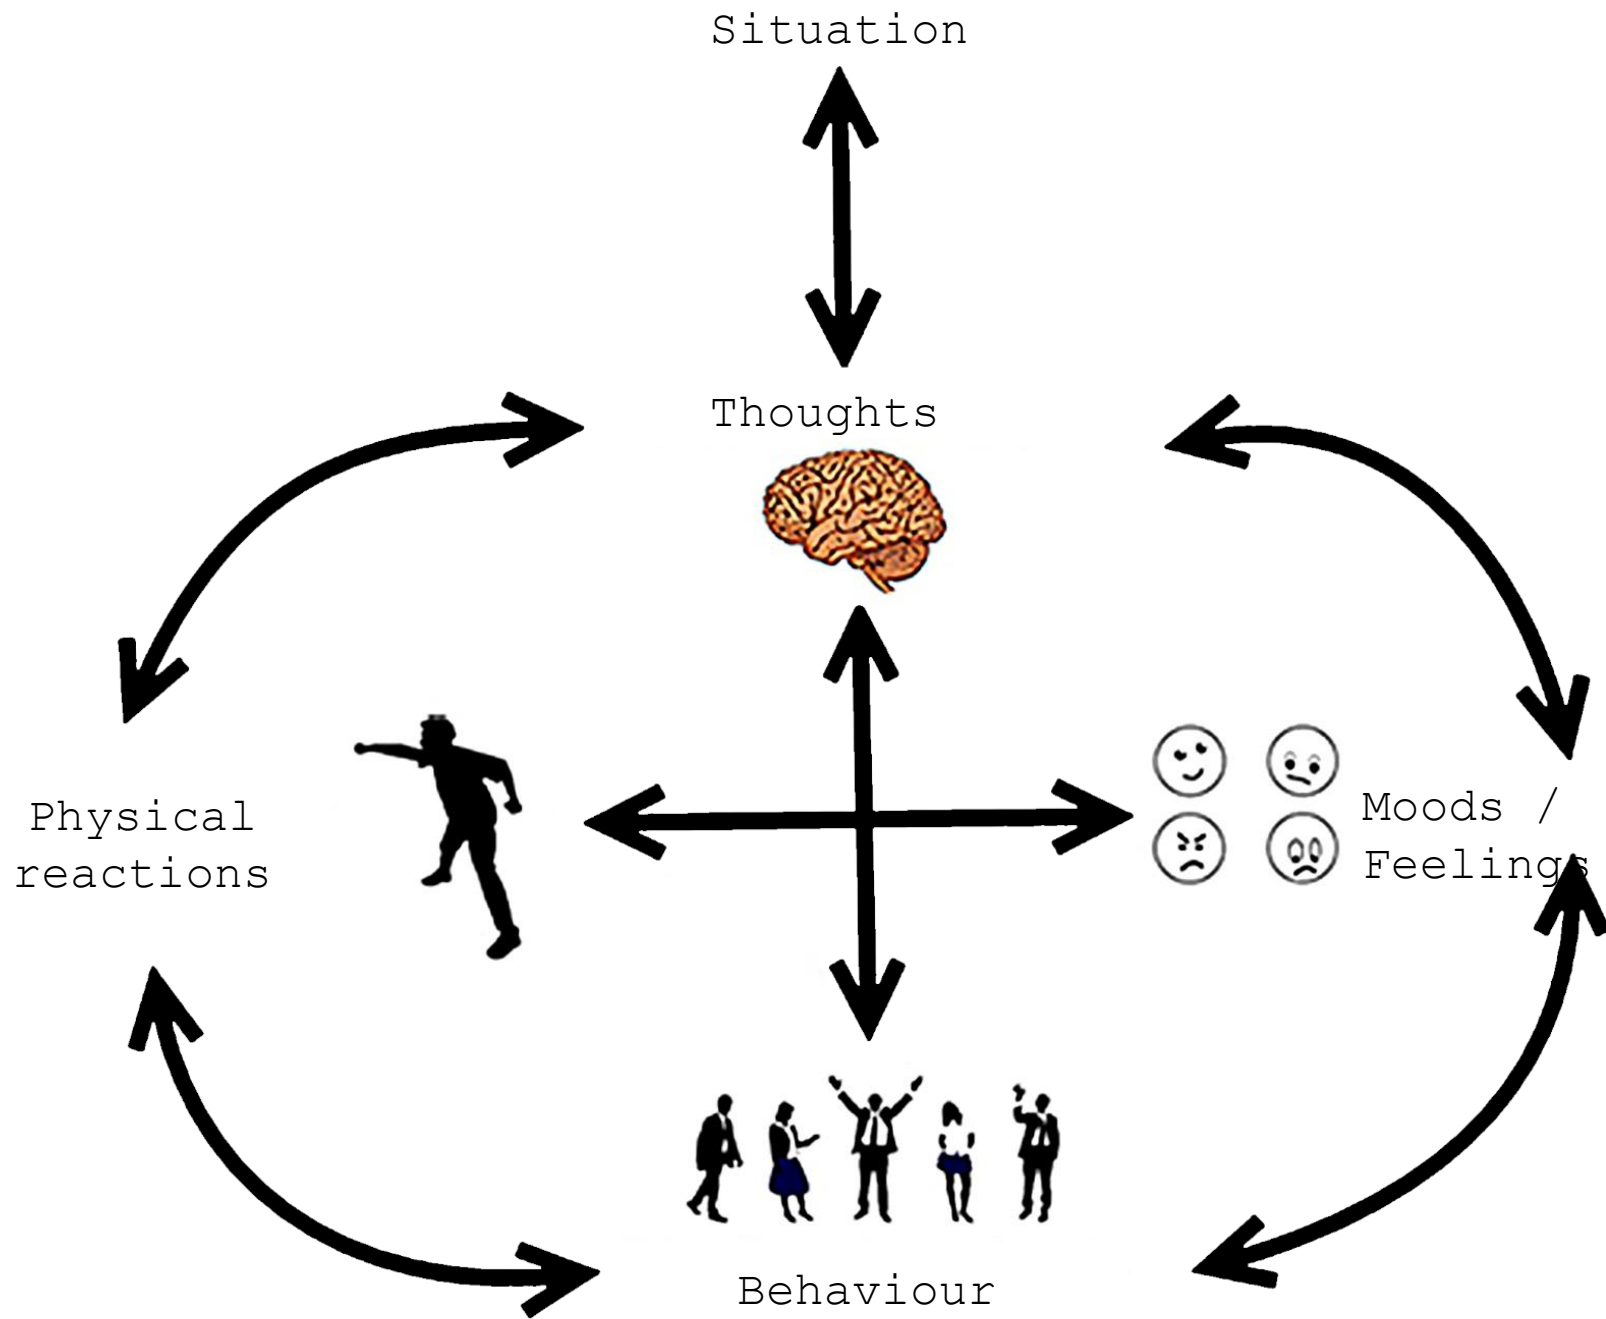 Situation
Thoughts
Physical
reactions
Moods /
Feelings
Behaviour